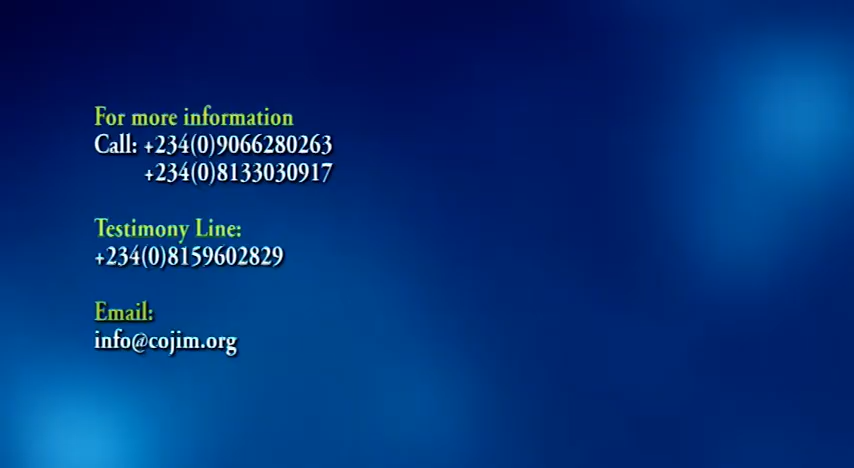 For more information
Call: +234(0)9066280263
+234(0)8133030917
Testimony Line:
+234(0)8159602829
Email:
info@cojim.org